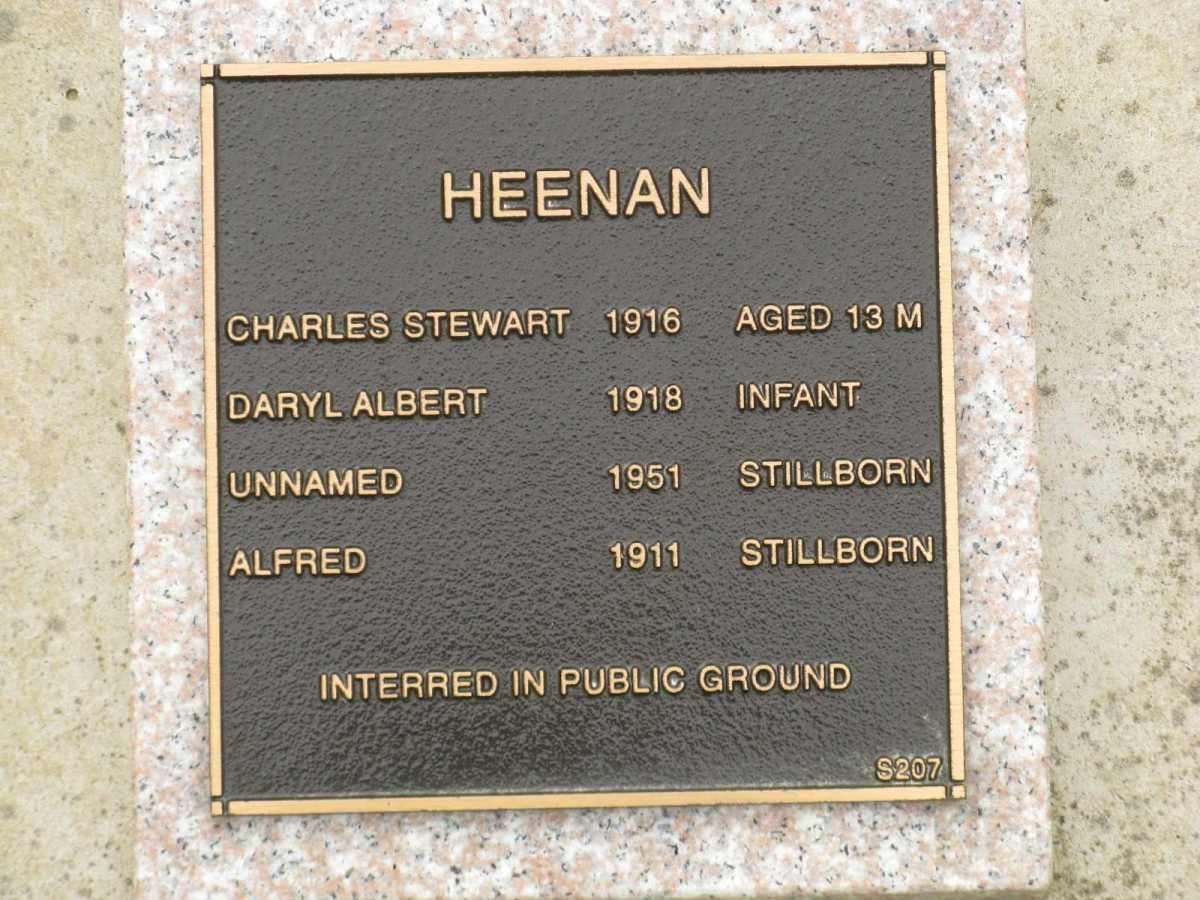 HEENAN
CHARLES STEWART 1916 AGED 13 M
DARYL ALBERT 1918 INFANT
UNNAMED 1951 STILLBORN
ALFRED 1911 STILLBORN
INTERRED IN PUBLIC GROUND
S207